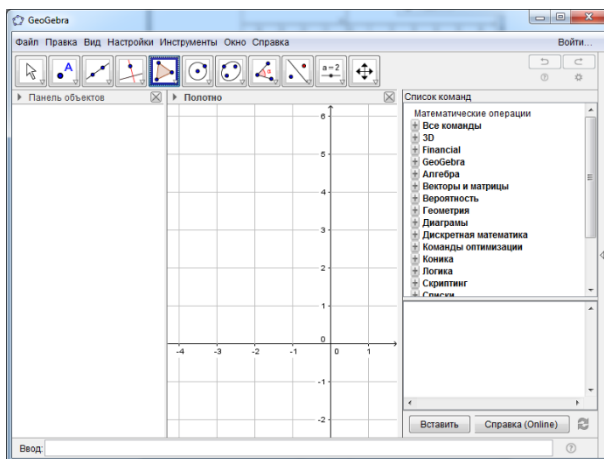 GeoGebra
Файл Правка Вид Настройки Инструменты Окно Справка Войти...
A
α
a=2
Панель объектов
Полотно
Список команд
Математические операции
Все команды
3D
Financial
GeoGebra
Алгебра
Векторы и матрицы
Вероятность
Геометрия
Диаграмы
Дискретная математика
Команды оптимизации
Коника
Логика
Скриптинг
Списки
6
5
4
3
2
1
0
-4 -3 -2 -1 0 1
-1
-2
Вставить Справка (Online)
Ввод: